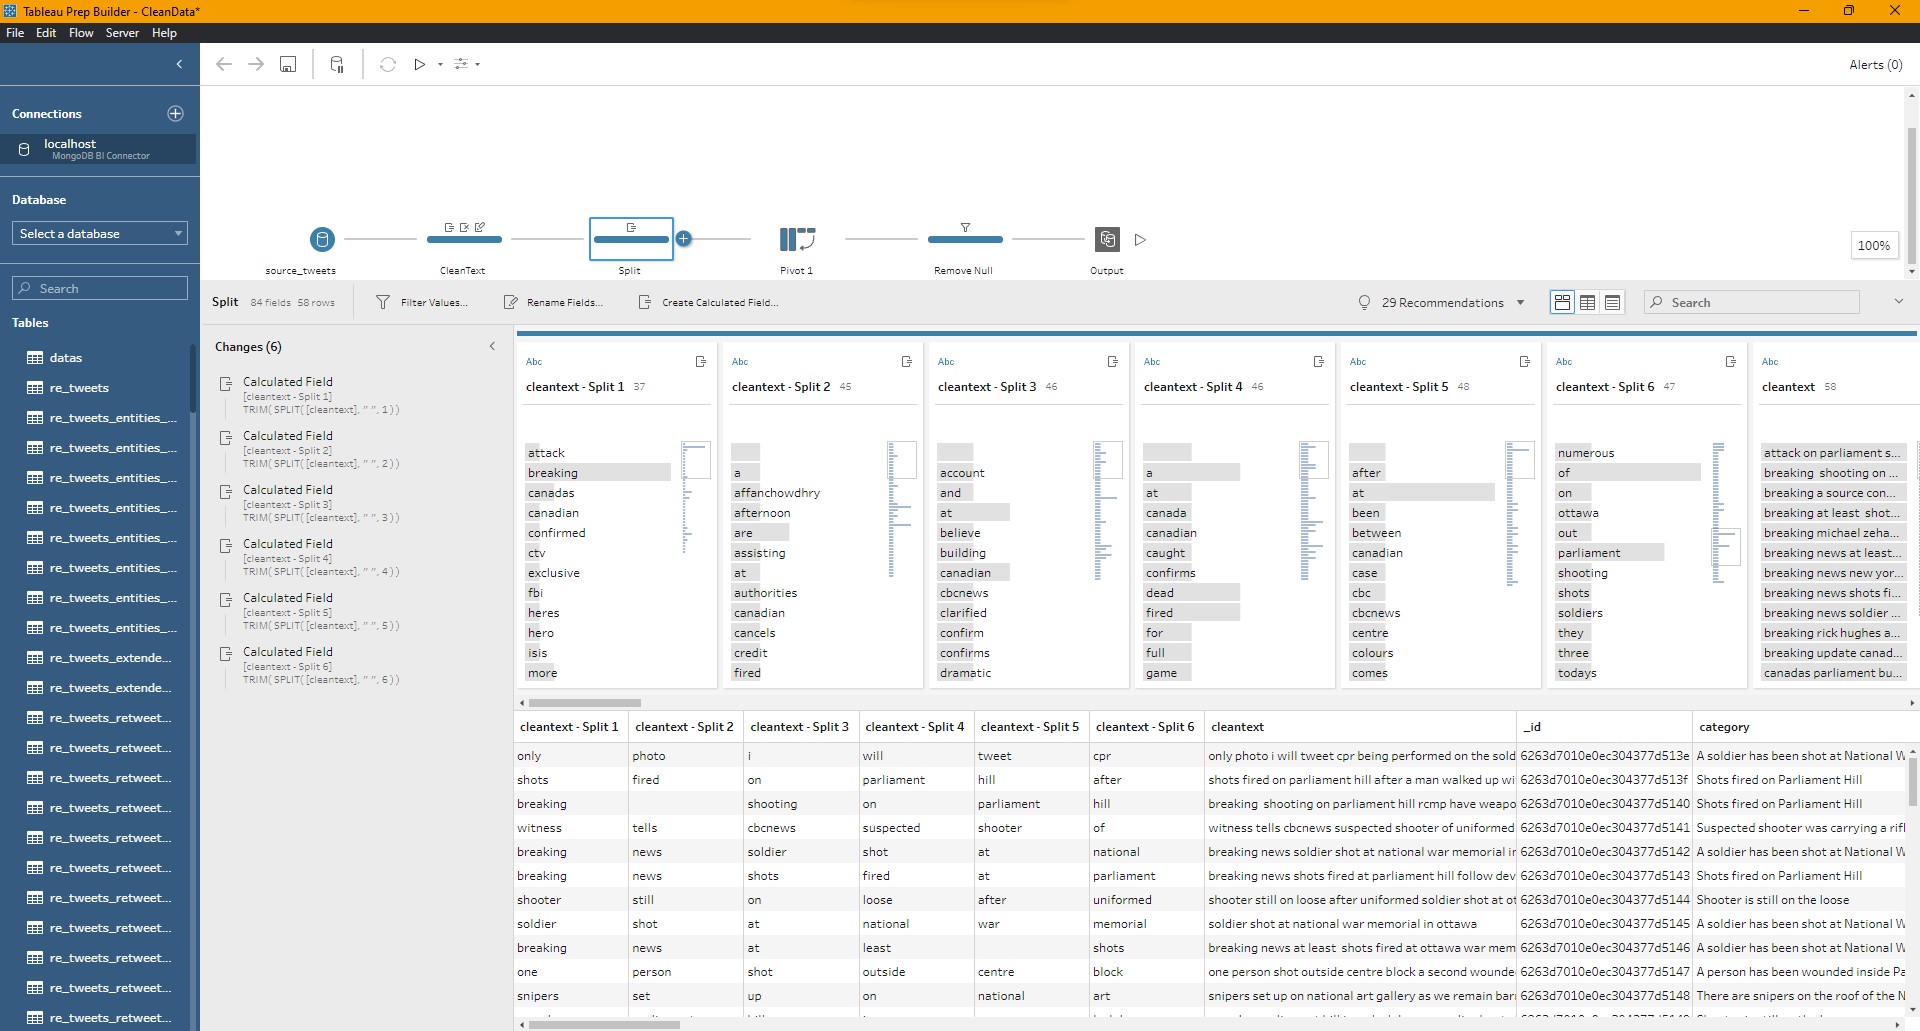 Tableau Prep Builder - CleanData*
File Edit Flow Server Help
Alerts (0)
Connections
localhost
MongoDB BI Connector
Database
Select a database
Search
Tables
datas
re_tweets
re_tweets_entities_...
re_tweets_entities_...
re_tweets_entities_...
re_tweets_entities_...
re_tweets_entities_...
re_tweets_entities_...
re_tweets_entities_...
re_tweets_entities_...
re_tweets_extende...
re_tweets_extende...
re_tweets_retweet...
re_tweets_retweet...
re_tweets_retweet...
re_tweets_retweet...
re_tweets_retweet...
re_tweets_retweet...
re_tweets_retweet...
re_tweets_retweet...
re_tweets_retweet...
re_tweets_retweet...
re_tweets_retweet...
source_tweets CleanText Split Pivot 1 Remove Null Output
100%
Split 84 fields 58 rows Filter Values... Rename Fields... Create Calculated Field... 29 Recommendations Search
Changes (6)
Calculated Field
[cleantext - Split 1]
TRIM( SPLIT( [cleantext], " ", 1 ) )
Calculated Field
[cleantext - Split 2]
TRIM( SPLIT( [cleantext], " ", 2 ) )
Calculated Field
[cleantext - Split 3]
TRIM( SPLIT( [cleantext], " ", 3 ) )
Calculated Field
[cleantext - Split 4]
TRIM( SPLIT( [cleantext], " ", 4 ) )
Calculated Field
[cleantext - Split 5]
TRIM( SPLIT( [cleantext], " ", 5 ) )
Calculated Field
[cleantext - Split 6]
TRIM( SPLIT( [cleantext], " ", 6 ) )
Abc
cleantext - Split 1 37
attack
breaking
canadas
canadian
confirmed
ctv
exclusive
fbi
heres
hero
isis
more
Abc
cleantext - Split 2 45
a
affanchowdhry
afternoon
are
assisting
at
authorities
canadian
cancels
credit
fired
Abc
cleantext - Split 3 46
account
and
at
believe
building
canadian
cbcnews
clarified
confirm
confirms
dramatic
Abc
cleantext - Split 4 46
a
at
canada
canadian
caught
confirms
dead
fired
for
full
game
Abc
cleantext - Split 5 48
after
at
been
between
canadian
case
cbc
cbcnews
centre
colours
comes
Abc
cleantext - Split 6 47
numerous
of
on
ottawa
out
parliament
shooting
shots
soldiers
they
three
todays
Abc
cleantext 58
attack on parliament s...
breaking shooting on ...
breaking a source con...
breaking at least shot...
breaking michael zeha...
breaking news at least...
breaking news new yor...
breaking news shots fi...
breaking news soldier ...
breaking rick hughes a...
breaking update canad...
canadas parliament bu...
cleantext - Split 1 cleantext - Split 2 cleantext - Split 3 cleantext - Split 4 cleantext - Split 5 cleantext - Split 6 cleantext _id category
only photo i will tweet cpr only photo i will tweet cpr being performed on the sold 6263d7010e0ec304377d513e A soldier has been shot at National W
shots fired on parliament hill after shots fired on parliament hill after a man walked up wi 6263d7010e0ec304377d513f Shots fired on Parliament Hill
breaking shooting on parliament hill breaking shooting on parliament hill rcmp have weapo 6263d7010e0ec304377d5140 Shots fired on Parliament Hill
witness tells cbcnews suspected shooter of witness tells cbcnews suspected shooter of uniformed 6263d7010e0ec304377d5141 Suspected shooter was carrying a rifl
breaking news soldier shot at national breaking news soldier shot at national war memorial in 6263d7010e0ec304377d5142 A soldier has been shot at National W
breaking news shots fired at parliament breaking news shots fired at parliament hill follow dev 6263d7010e0ec304377d5143 Shots fired on Parliament Hill
shooter still on loose after uniformed shooter still on loose after uniformed soldier shot at ot 6263d7010e0ec304377d5144 Shooter is still on the loose
soldier shot at national war memorial soldier shot at national war memorial in ottawa 6263d7010e0ec304377d5145 A soldier has been shot at National W
breaking news at least shots breaking news at least shots fired at ottawa war mem 6263d7010e0ec304377d5146 A soldier has been shot at National W
one person shot outside centre block one person shot outside centre block a second wounde 6263d7010e0ec304377d5147 A person has been wounded inside Pa
snipers set up on national art snipers set up on national art gallery as we remain barr 6263d7010e0ec304377d5148 There are snipers on the roof of the N